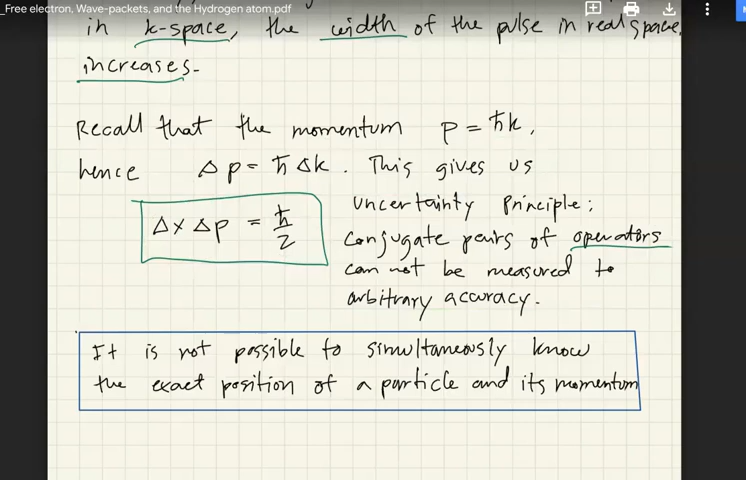 _Free electron, Wave-packets, and the Hydrogen atom.pdf
in k-space, the width of the pulse in real space,
increases.
Recall that the momentum p = ħk,
hence Δp = ħ Δk. This gives us
uncertainty principle;
Δx Δp = ħ/2
conjugate pairs of operators
can not be measured to
arbitrary accuracy.
It is not possible to simultaneously know
the exact position of a particle and its momentum